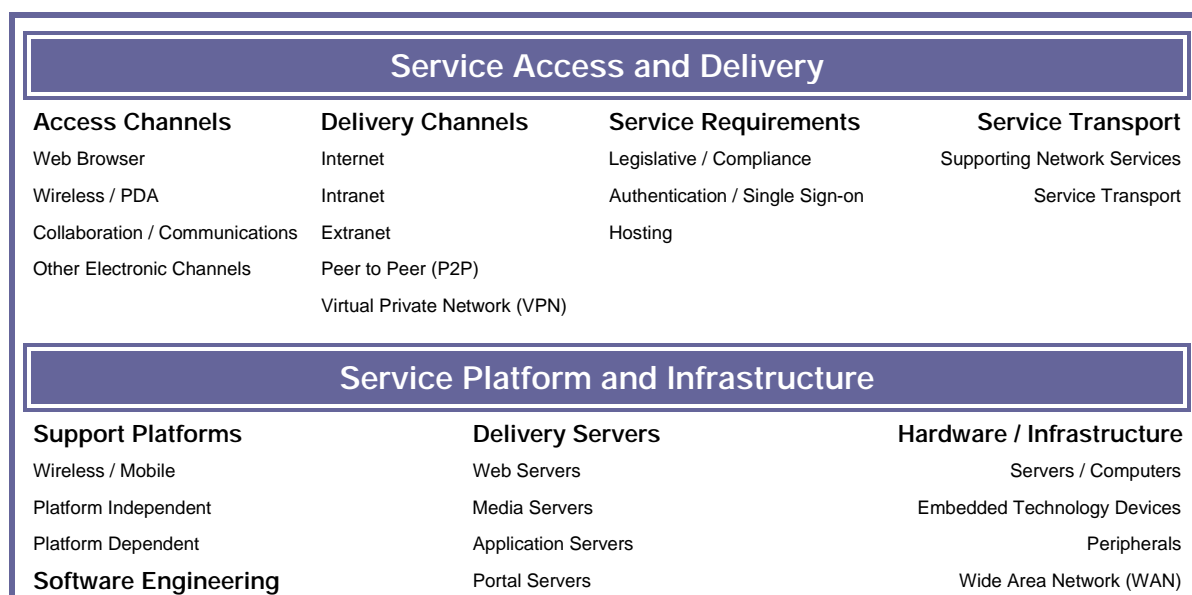 Service Access and Delivery
Access Channels
Web Browser
Wireless / PDA
Collaboration / Communications
Other Electronic Channels
Delivery Channels
Internet
Intranet
Extranet
Peer to Peer (P2P)
Virtual Private Network (VPN)
Service Requirements
Legislative / Compliance
Authentication / Single Sign-on
Hosting
Service Transport
Supporting Network Services
Service Transport
Service Platform and Infrastructure
Support Platforms
Wireless / Mobile
Platform Independent
Platform Dependent
Software Engineering
Delivery Servers
Web Servers
Media Servers
Application Servers
Portal Servers
Hardware / Infrastructure
Servers / Computers
Embedded Technology Devices
Peripherals
Wide Area Network (WAN)